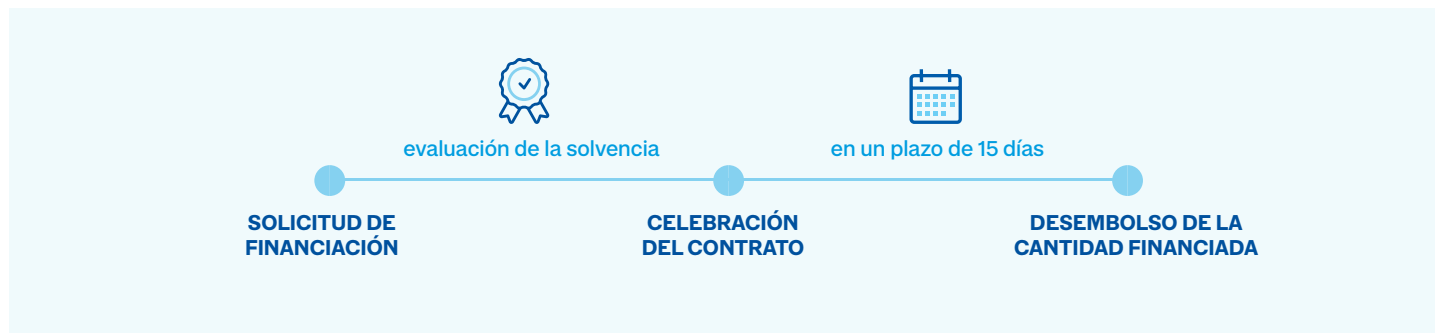 evaluación de la solvencia
en un plazo de 15 días
SOLICITUD DE
FINANCIACIÓN
CELEBRACIÓN
DEL CONTRATO
DESEMBOLSO DE LA
CANTIDAD FINANCIADA